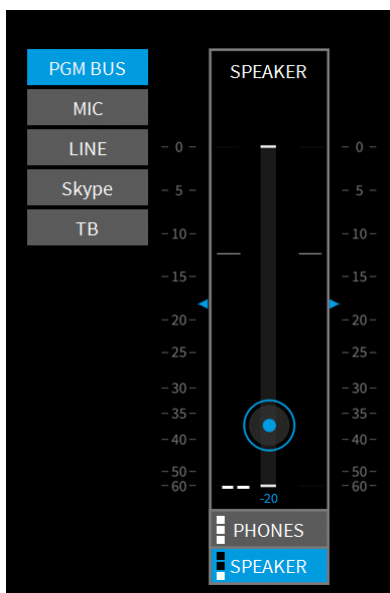 PGM BUS
MIC
LINE
Skype
TB
SPEAKER
- 0 - - 0 -
- 5 - - 5 -
-10- -10-
-15- -15-
-20- -20-
-25- -25-
-30- -30-
-35- -35-
-40- -40-
-50- -50-
-60- -60-
-20
PHONES
SPEAKER